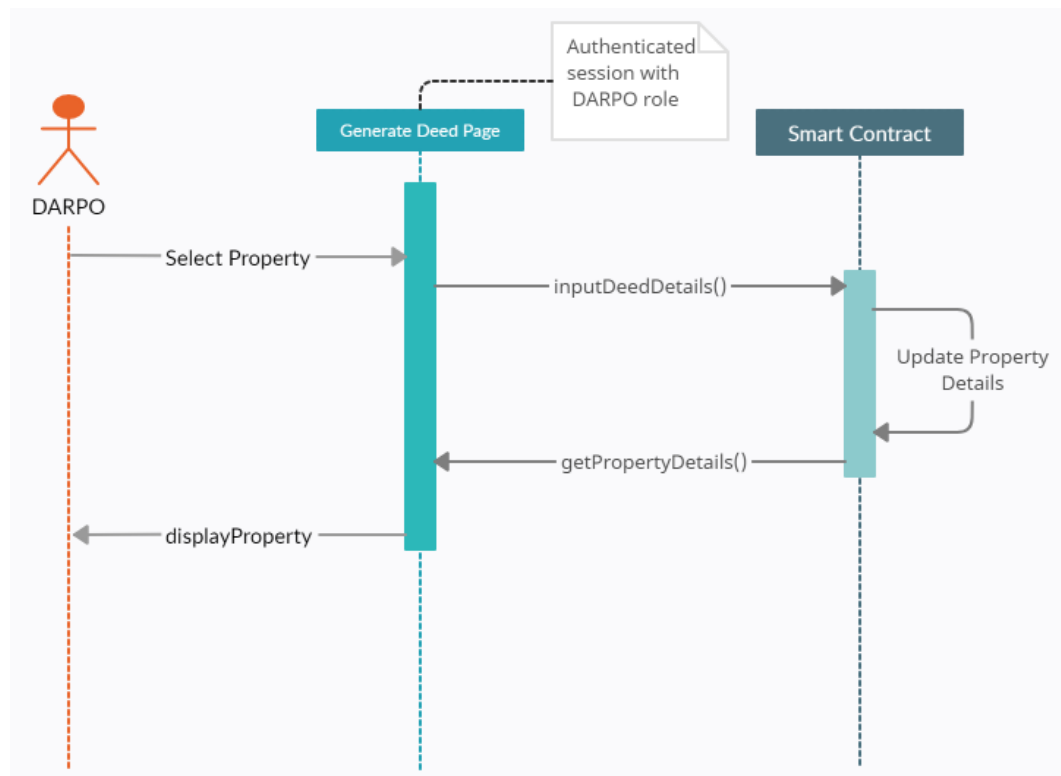 Authenticated
session with
DARPO role
Generate Deed Page
Smart Contract
DARPO
Select Property
inputDeedDetails()
Update Property
Details
getPropertyDetails()
displayProperty